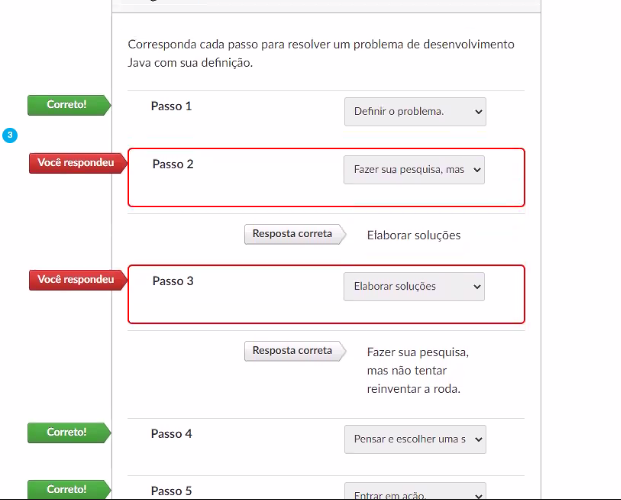 Corresponda cada passo para resolver um problema de desenvolvimento
Java com sua definição.
Correto!
Passo 1
Definir o problema.
3
Você respondeu
Passo 2
Fazer sua pesquisa, mas
Resposta correta
Elaborar soluções
Você respondeu
Passo 3
Elaborar soluções
Resposta correta
Fazer sua pesquisa,
mas não tentar
reinventar a roda.
Correto!
Passo 4
Pensar e escolher uma s
Correto!
Passo 5
Entrar em ação.